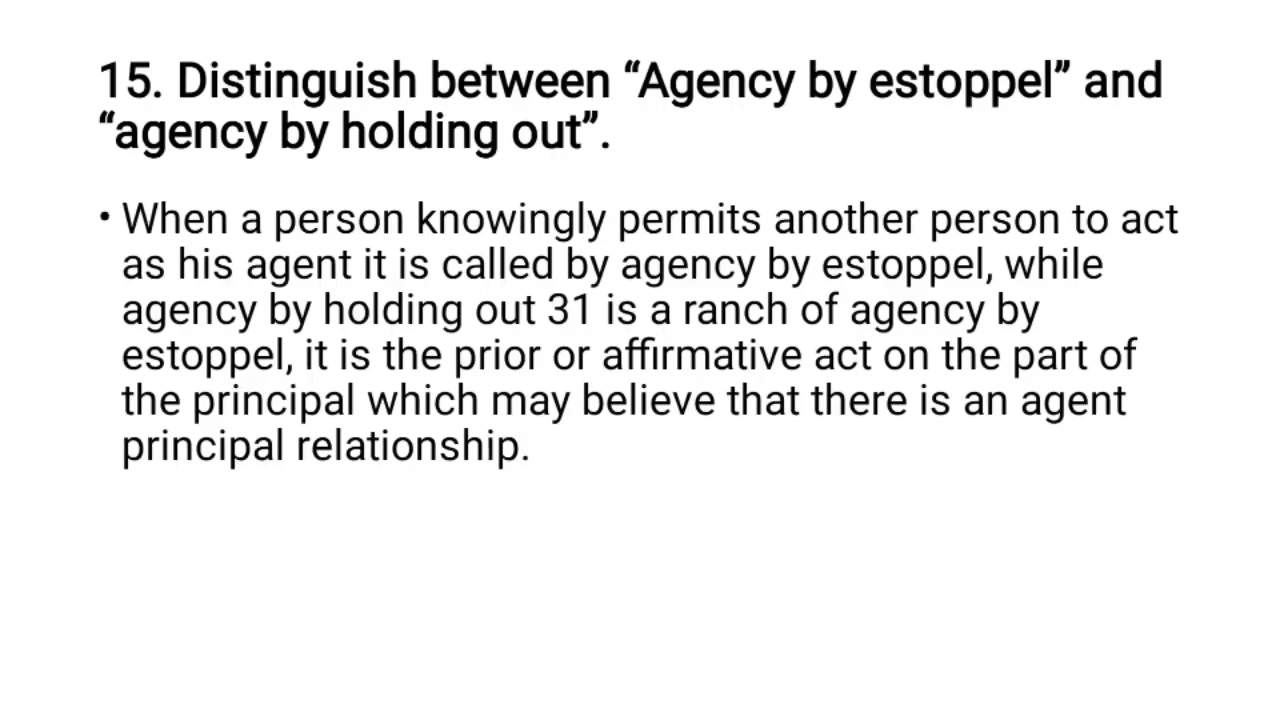 15. Distinguish between “Agency by estoppel” and
“agency by holding out”.
• When a person knowingly permits another person to act
as his agent it is called by agency by estoppel, while
agency by holding out 31 is a ranch of agency by
estoppel, it is the prior or affirmative act on the part of
the principal which may believe that there is an agent
principal relationship.